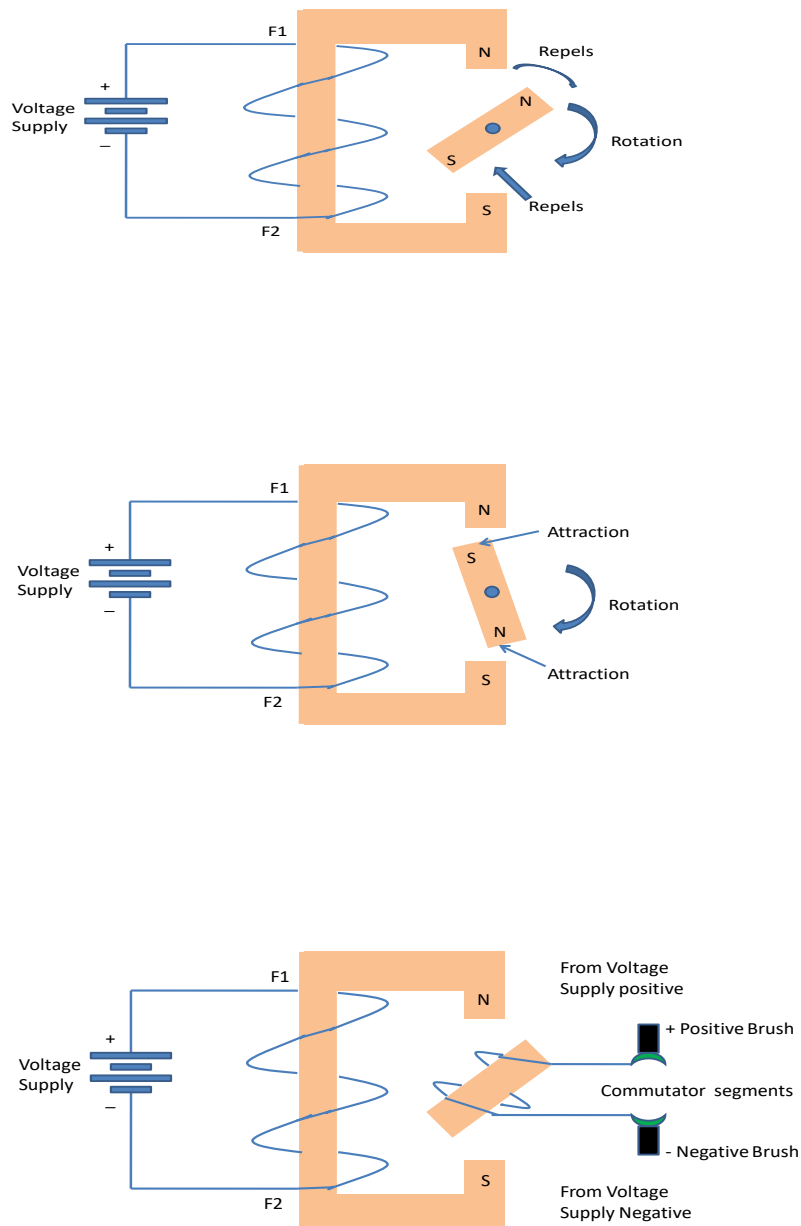 F1
N
Repels
+
Voltage
Supply
N
Rotation
S
_
Repels
S
F2
F1
N
Attraction
+
S
Voltage
Supply
Rotation
_
N
S
Attraction
F2
From Voltage
Supply positive
F1
N
+ Positive Brush
+
Voltage
Supply
Commutator segments
_
- Negative Brush
S
From Voltage
Supply Negative
F2